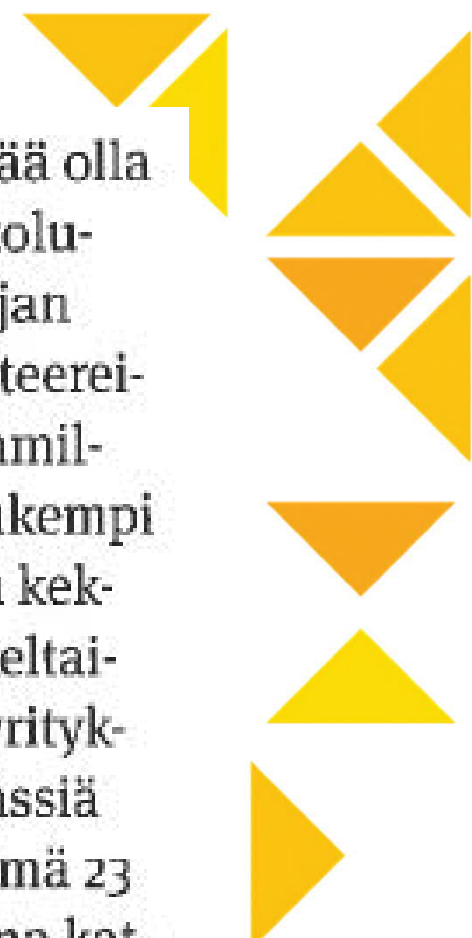 ää olla
olu-
jan
teerei-
mil-
kempi
kek-
eltai-
rityk-
ssiä
mä 23